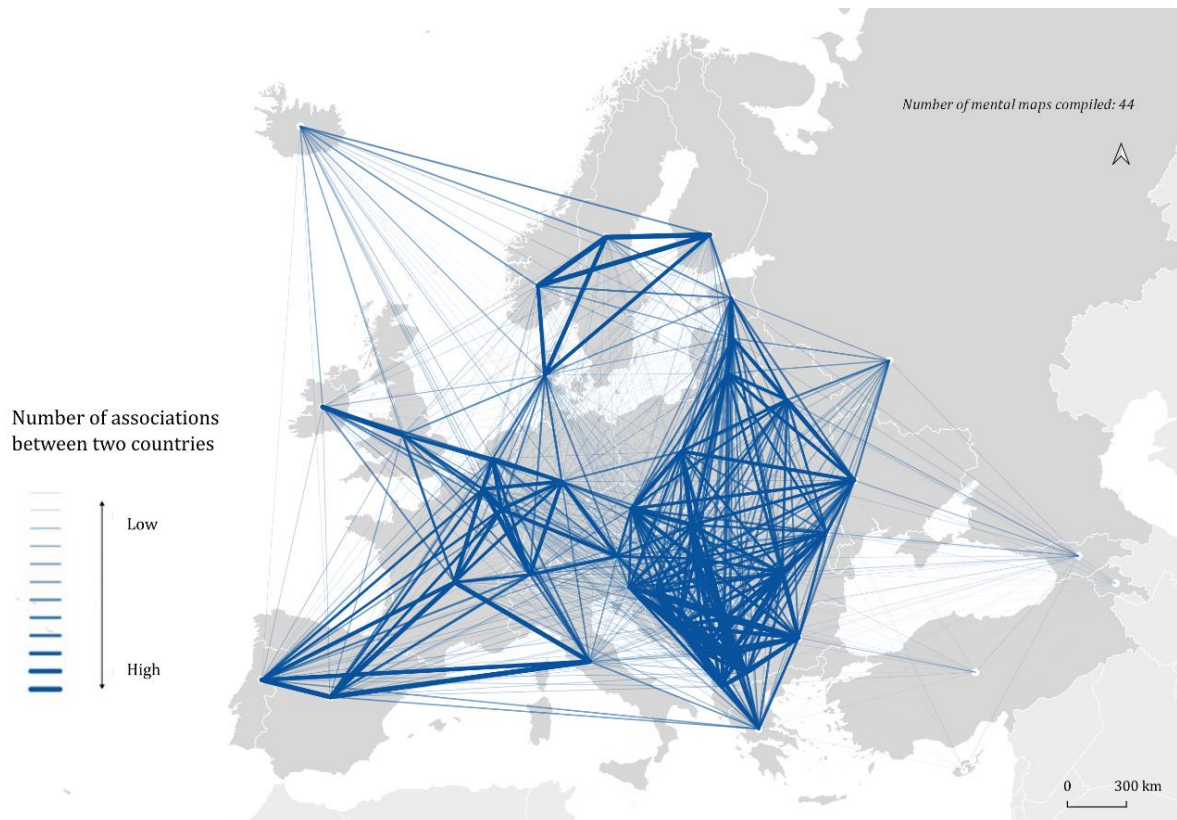 Number of mental maps compiled: 44
Number of associations
between two countries
Low
High
0 300 km